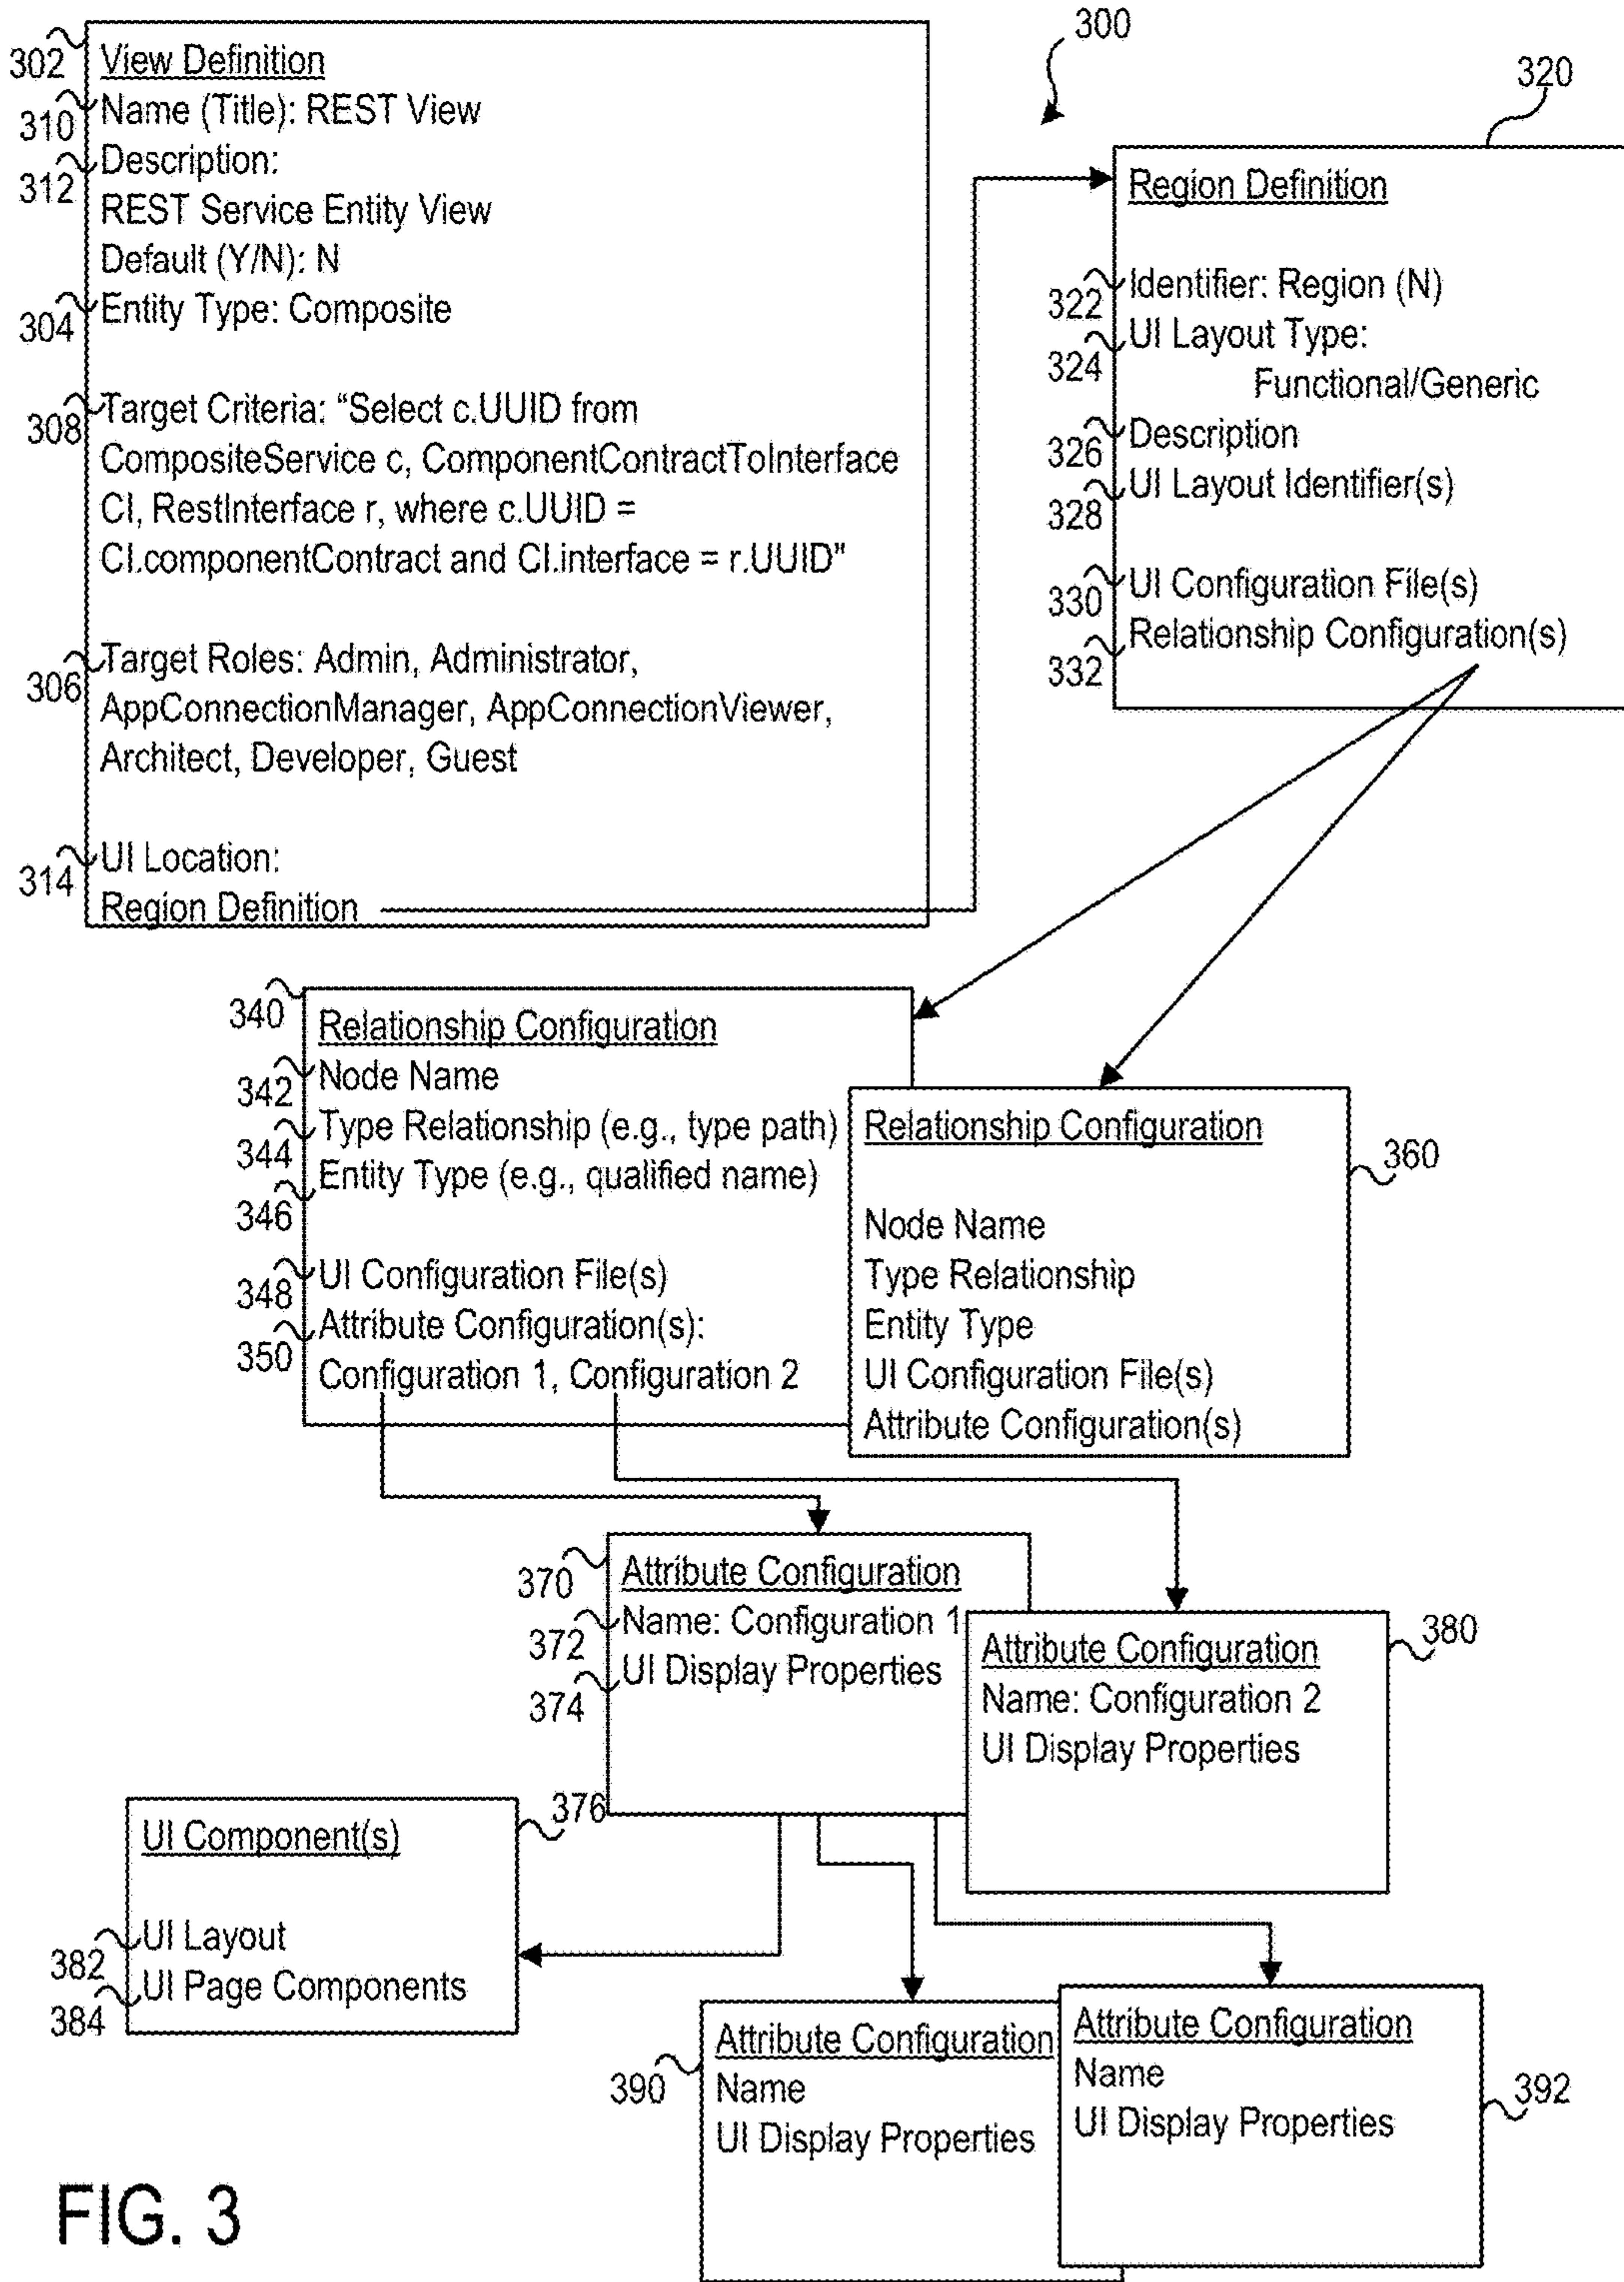 300
302 View Definition
310 Name (Title): REST View
312 Description:
REST Service Entity View
Default (Y/N): N
304 Entity Type: Composite
308 Target Criteria: “Select c.UUID from
CompositeService c, ComponentContractToInterface
CI, RestInterface r, where c.UUID =
CI.componentContract and CI.interface = r.UUID"
306 Target Roles: Admin, Administrator,
AppConnectionManager, AppConnectionViewer,
Architect, Developer, Guest
314 UI Location:
Region Definition
320
Region Definition
322 Identifier: Region (N)
324 UI Layout Type:
Functional/Generic
326 Description
328 UI Layout Identifier(s)
330 UI Configuration File(s)
332 Relationship Configuration(s)
340 Relationship Configuration
342 Node Name
344 Type Relationship (e.g., type path)
346 Entity Type (e.g., qualified name)
348 UI Configuration File(s)
350 Attribute Configuration(s):
Configuration 1, Configuration 2
Relationship Configuration
360
Node Name
Type Relationship
Entity Type
UI Configuration File(s)
Attribute Configuration(s)
370 Attribute Configuration
372 Name: Configuration 1
374 UI Display Properties
380
Attribute Configuration
Name: Configuration 2
UI Display Properties
376
UI Component(s)
382 UI Layout
384 UI Page Components
390 Attribute Configuration
Name
UI Display Properties
Attribute Configuration
Name
392
UI Display Properties
FIG. 3